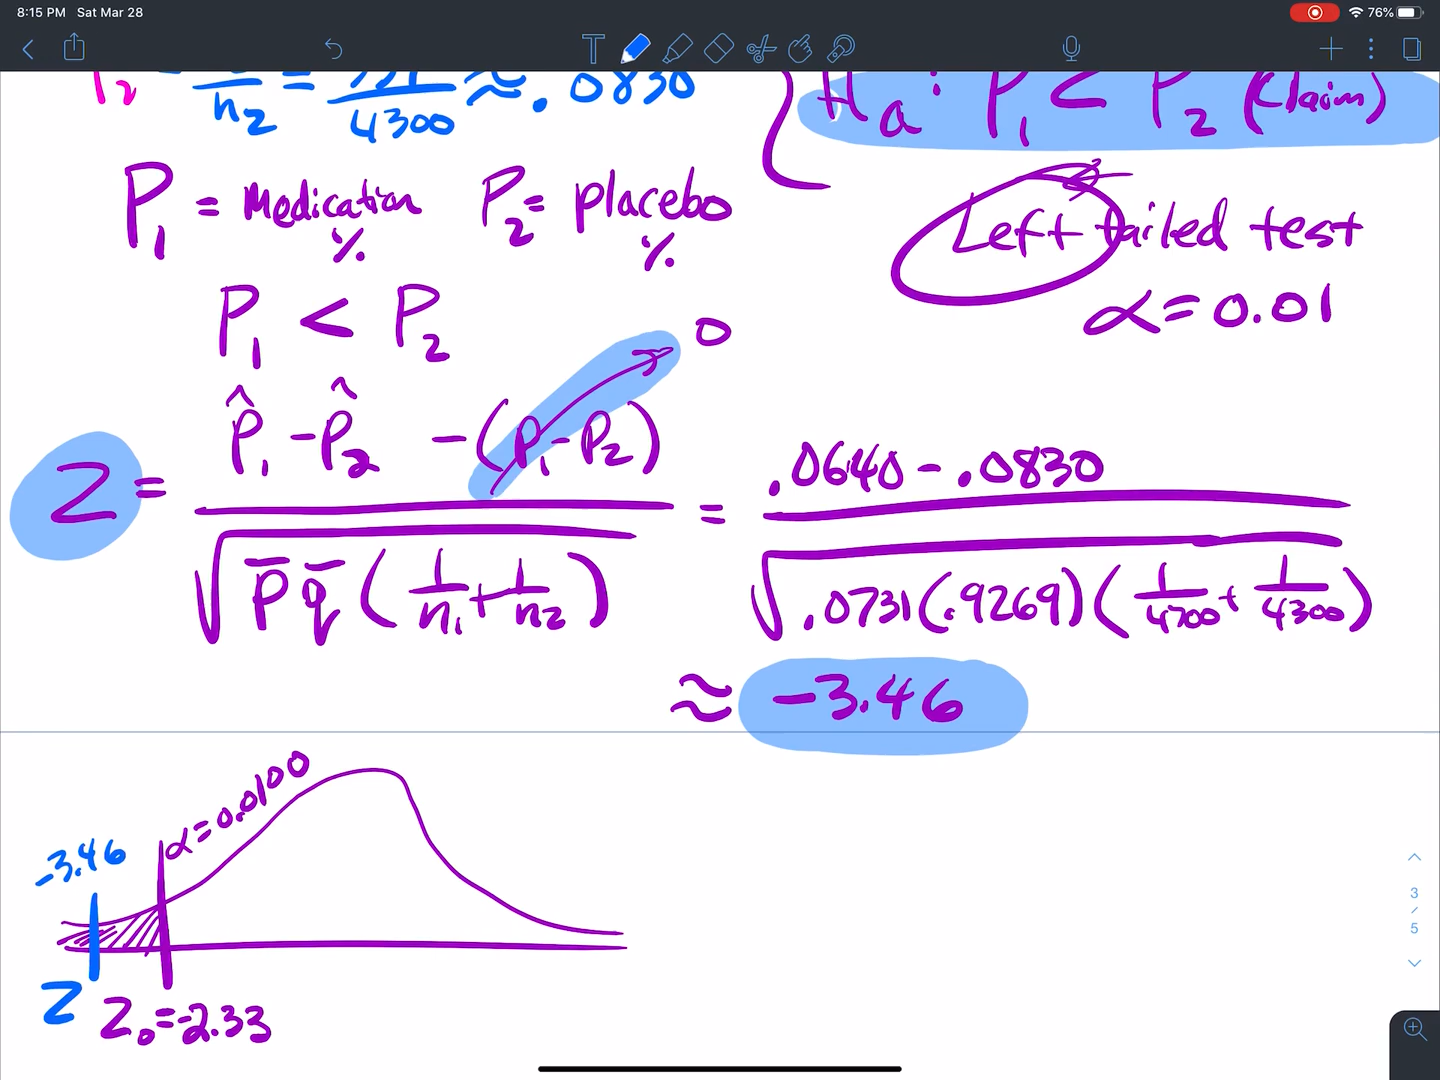 8:15 PM Sat Mar 28 76%
n₂ = 4300 ≈ .0830
Hₐ: P₁ < P₂ (Claim)
P₁ = Medication % P₂ = placebo %
Left tailed test
α = 0.01
P₁ < P₂
0
Z = p̂₁ - p̂₂ - (P₁ - P₂) / √ p̄ q̄ (1/n₁ + 1/n₂) = .0640 - .0830 / √ .0731(.9269)(1/4700 + 1/4300)
≈ -3.46
α = 0.0100
-3.46
Z Z₀ = -2.33
3 / 5